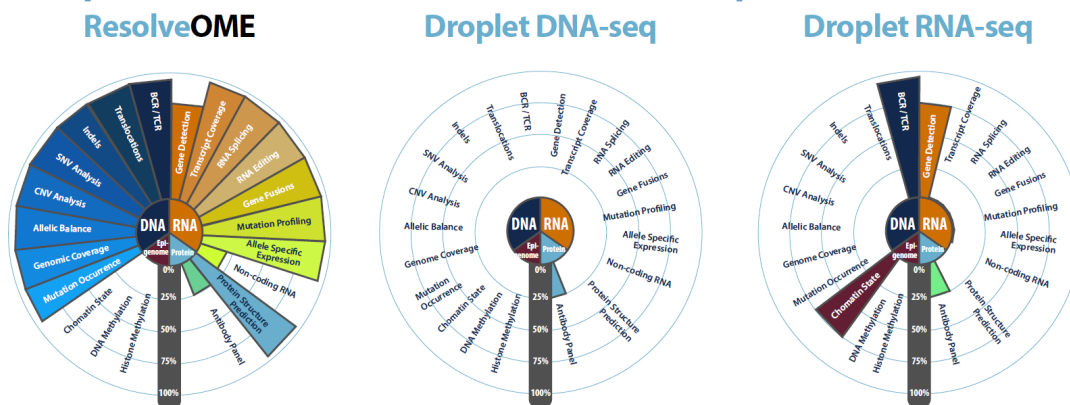 ResolveOME
BCR / TCR
Translocations
Indels
SNV Analysis
CNV Analysis
Allelic Balance
Genomic Coverage
Mutation Occurrence
Chomatin State
DNA Methylation
Histone Methylation
Gene Detection
Transcript Coverage
RNA Splicing
RNA Editing
Gene Fusions
Mutation Profiling
Allele Specific
Expression
Non-coding RNA
Protein Structure
Prediction
Antibody Panel
DNA
RNA
Epi-
genome
Protein
0%
25%
50%
75%
100%
Droplet DNA-seq
BCR / TCR
Translocations
Indels
SNV Analysis
CNV Analysis
Allelic Balance
Genome Coverage
Mutation
Occurrence
Chomatin State
DNA Methylation
Histone Methylation
Gene Detection
Transcript Coverage
RNA Splicing
RNA Editing
Gene Fusions
Mutation Profiling
Allele Specific
Expression
Non-coding RNA
Protein Structure
Prediction
Antibody Panel
DNA
RNA
Epi-
genome
Protein
0%
25%
50%
75%
100%
Droplet RNA-seq
BCR / TCR
Translocations
Indels
SNV Analysis
CNV Analysis
Allelic Balance
Genome Coverage
Mutation Occurrence
Chomatin State
DNA Methylation
Histone Methylation
Gene Detection
Transcript Coverage
RNA Splicing
RNA Editing
Gene Fusions
Mutation Profiling
Allele Specific
Expression
Non-coding RNA
Protein Structure
Prediction
Antibody Panel
DNA
RNA
Epi-
genome
Protein
0%
25%
50%
75%
100%